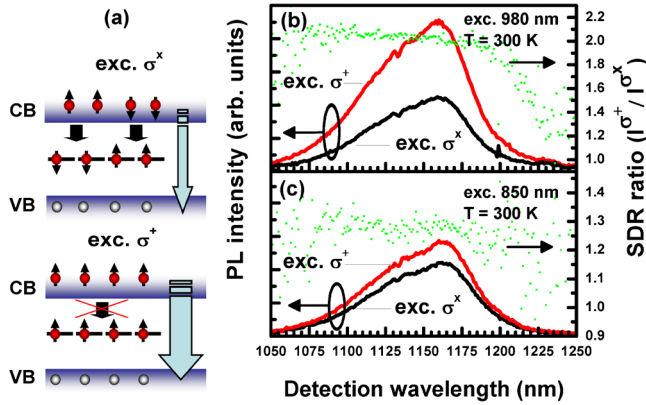 (a)
exc. σˣ
CB
VB
exc. σ⁺
CB
VB
PL intensity (arb. units)
(b)
exc. 980 nm
T = 300 K
exc. σ⁺
exc. σˣ
2.2
2.0
1.8
1.6
1.4
1.2
1.0
(c)
exc. 850 nm
T = 300 K
exc. σ⁺
exc. σˣ
1.4
1.3
1.2
1.1
1.0
0.9
SDR ratio (I^σ⁺ / I^σˣ)
1050 1075 1100 1125 1150 1175 1200 1225 1250
Detection wavelength (nm)